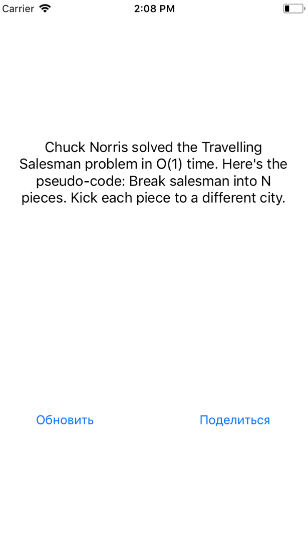 Carrier 2:08 PM
Chuck Norris solved the Travelling
Salesman problem in O(1) time. Here's the
pseudo-code: Break salesman into N
pieces. Kick each piece to a different city.
Обновить Поделиться